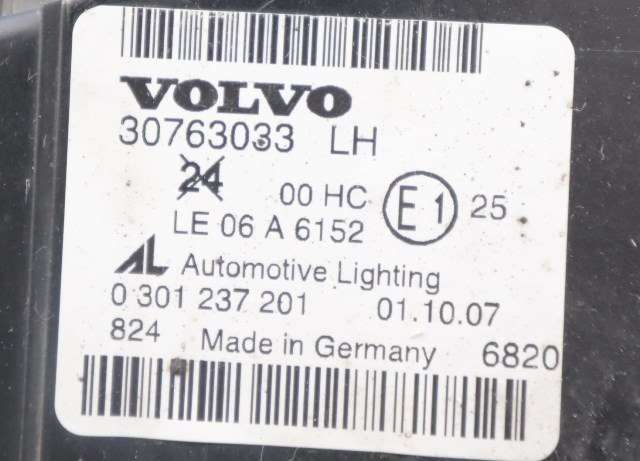 VOLVO
30763033 LH
24 00 HC E1 25
LE 06 A 6152
AL Automotive Lighting
0 301 237 201 01.10.07
824 Made in Germany 6820